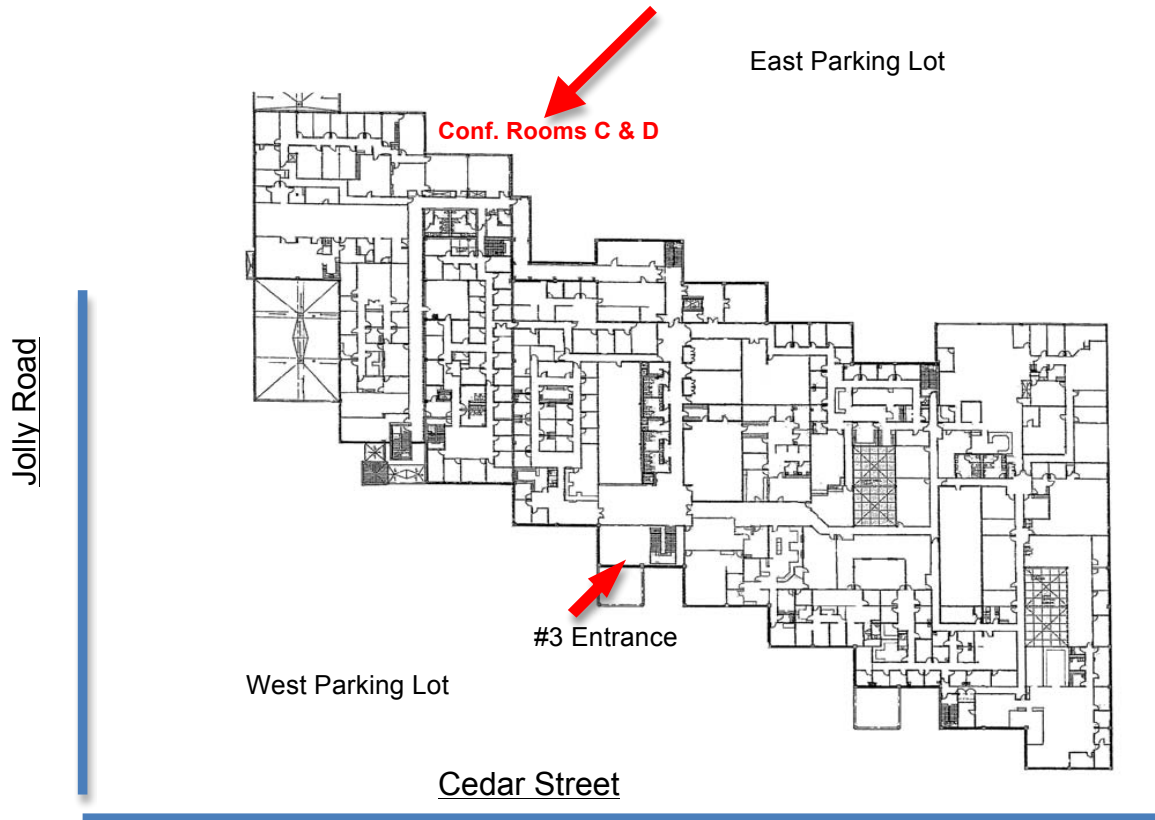 East Parking Lot
Conf. Rooms C & D
Jolly Road
#3 Entrance
West Parking Lot
Cedar Street